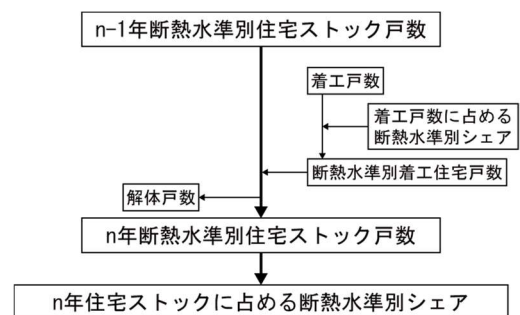 n-1年断熱水準別住宅ストック戸数
着工戸数
着工戸数に占める
断熱水準別シェア
断熱水準別着工住宅戸数
解体戸数
n年断熱水準別住宅ストック戸数
n年住宅ストックに占める断熱水準別シェア